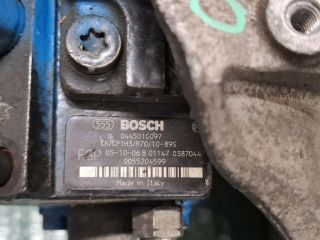 BOSCH
0445010097
CR/CP1H3/R70/10-89S
05-10-06 B 01147 0387044
0055204599
Made in Italy